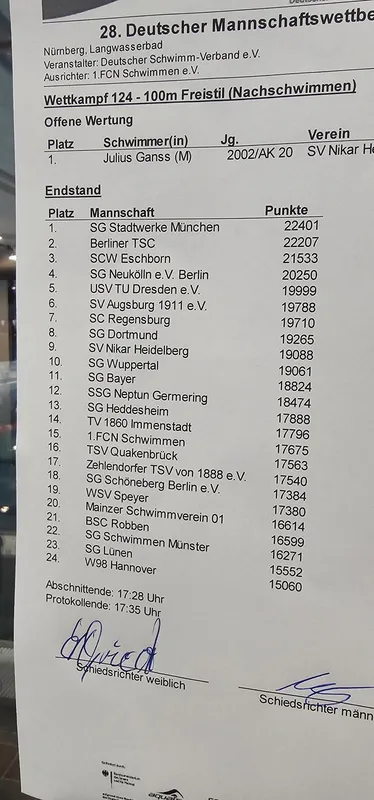 28. Deutscher Mannschaftswettbe
Nürnberg, Langwasserbad
Veranstalter: Deutscher Schwimm-Verband e.V.
Ausrichter: 1.FCN Schwimmen e.V.
Wettkampf 124 - 100m Freistil (Nachschwimmen)
Offene Wertung
Platz Schwimmer(in) Jg. Verein
1. Julius Ganss (M) 2002/AK 20 SV Nikar He
Endstand
Platz Mannschaft Punkte
1. SG Stadtwerke München 22401
2. Berliner TSC 22207
3. SCW Eschborn 21533
4. SG Neukölln e.V. Berlin 20250
5. USV TU Dresden e.V. 19999
6. SV Augsburg 1911 e.V. 19788
7. SC Regensburg 19710
8. SG Dortmund 19265
9. SV Nikar Heidelberg 19088
10. SG Wuppertal 19061
11. SG Bayer 18824
12. SSG Neptun Germering 18474
13. SG Heddesheim 17888
14. TV 1860 Immenstadt 17796
15. 1.FCN Schwimmen 17675
16. TSV Quakenbrück 17563
17. Zehlendorfer TSV von 1888 e.V. 17540
18. SG Schöneberg Berlin e.V. 17384
19. WSV Speyer 17380
20. Mainzer Schwimmverein 01 16614
21. BSC Robben 16599
22. SG Schwimmen Münster 16271
23. SG Lünen 15552
24. W98 Hannover 15060
Abschnittende: 17:28 Uhr
Protokollende: 17:35 Uhr
Schiedsrichter weiblich
Schiedsrichter männ